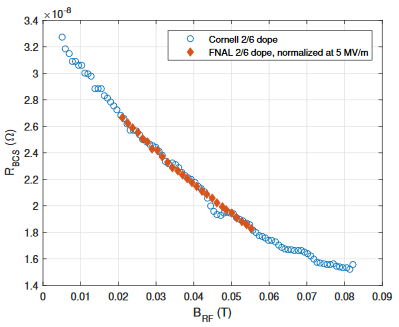 ×10⁻⁸
3.4
3.2
3
2.8
2.6
2.4
2.2
2
1.8
1.6
1.4
R_BCS (Ω)
Cornell 2/6 dope
FNAL 2/6 dope, normalized at 5 MV/m
0 0.01 0.02 0.03 0.04 0.05 0.06 0.07 0.08 0.09
B_RF (T)